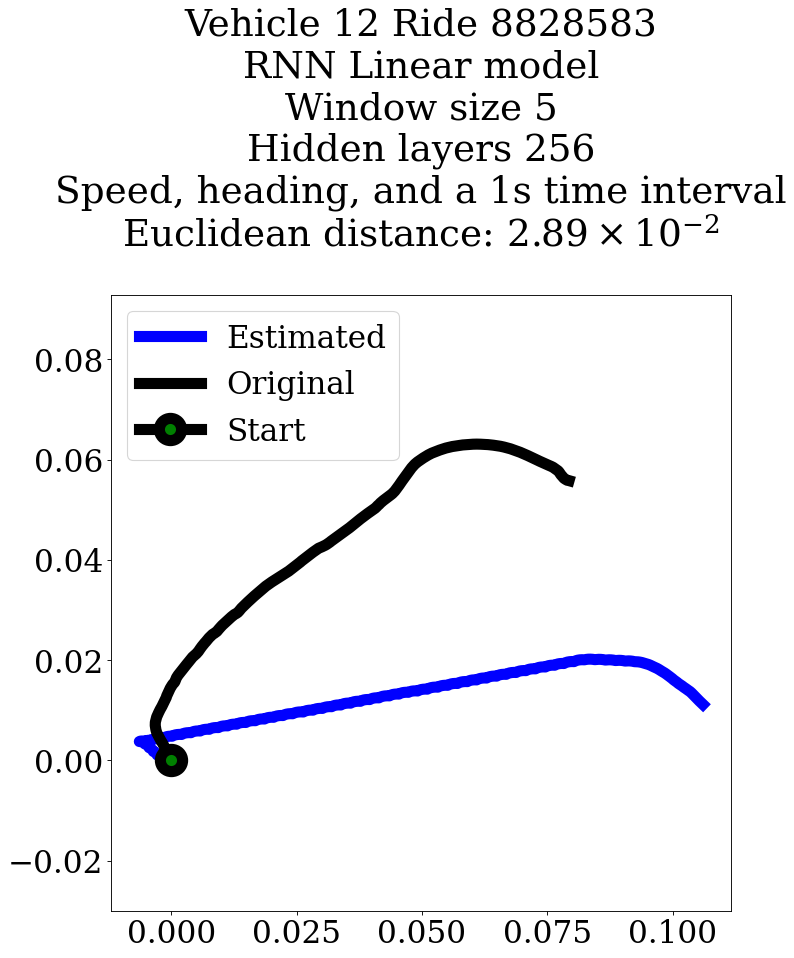 Vehicle 12 Ride 8828583
RNN Linear model
Window size 5
Hidden layers 256
Speed, heading, and a 1s time interval
Euclidean distance: 2.89 × 10⁻²
Estimated
Original
Start
0.08
0.06
0.04
0.02
0.00
−0.02
0.000 0.025 0.050 0.075 0.100